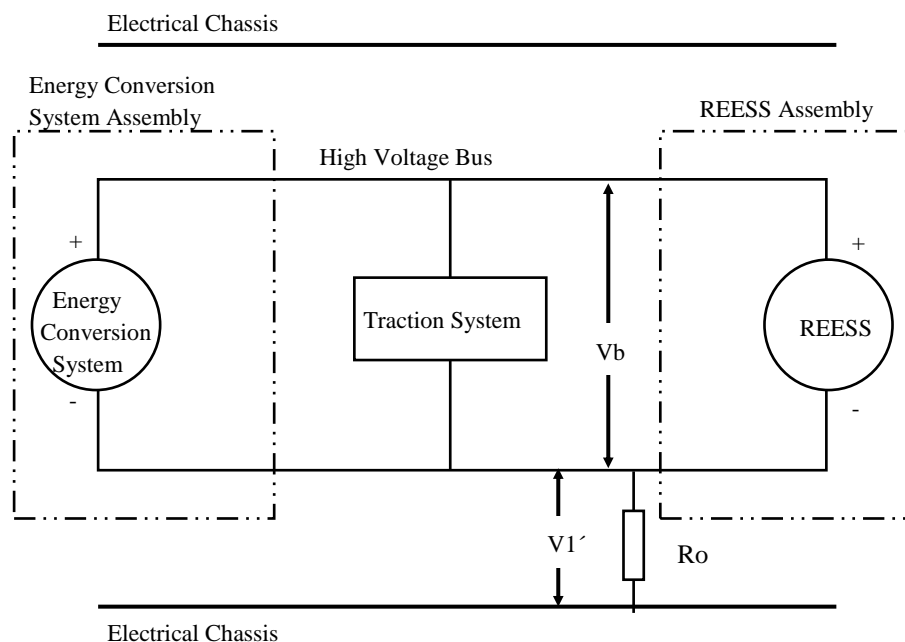 Electrical Chassis
Energy Conversion
System Assembly
REESS Assembly
High Voltage Bus
+
+
Energy
Conversion
System
Traction System
REESS
Vb
-
-
V1´
Ro
Electrical Chassis